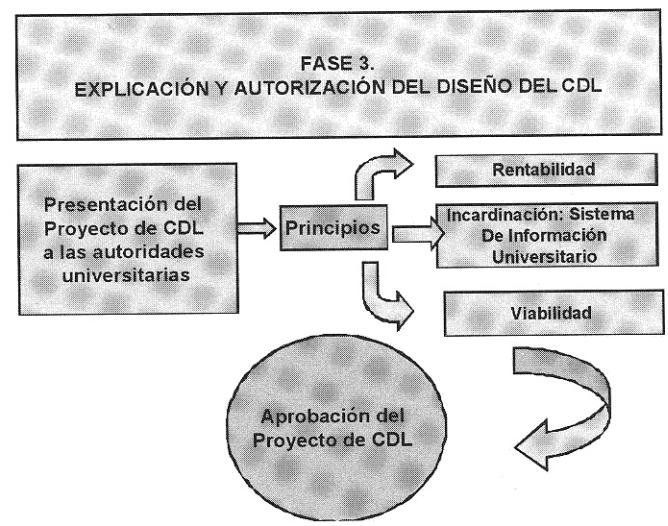 FASE 3.
EXPLICACIÓN Y AUTORIZACIÓN DEL DISEÑO DEL CDL
Presentación del
Proyecto de CDL
a las autoridades
universitarias
Principios
Rentabilidad
Incardinación: Sistema
De Información
Universitario
Viabilidad
Aprobación del
Proyecto de CDL